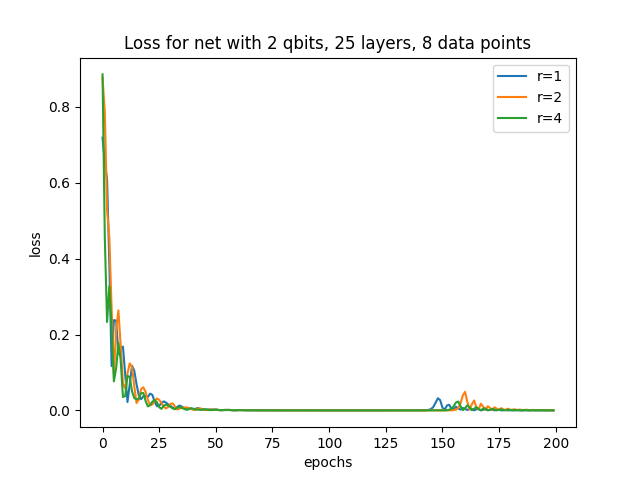 Loss for net with 2 qbits, 25 layers, 8 data points
r=1
r=2
r=4
0.8
0.6
0.4
0.2
0.0
loss
0 25 50 75 100 125 150 175 200
epochs